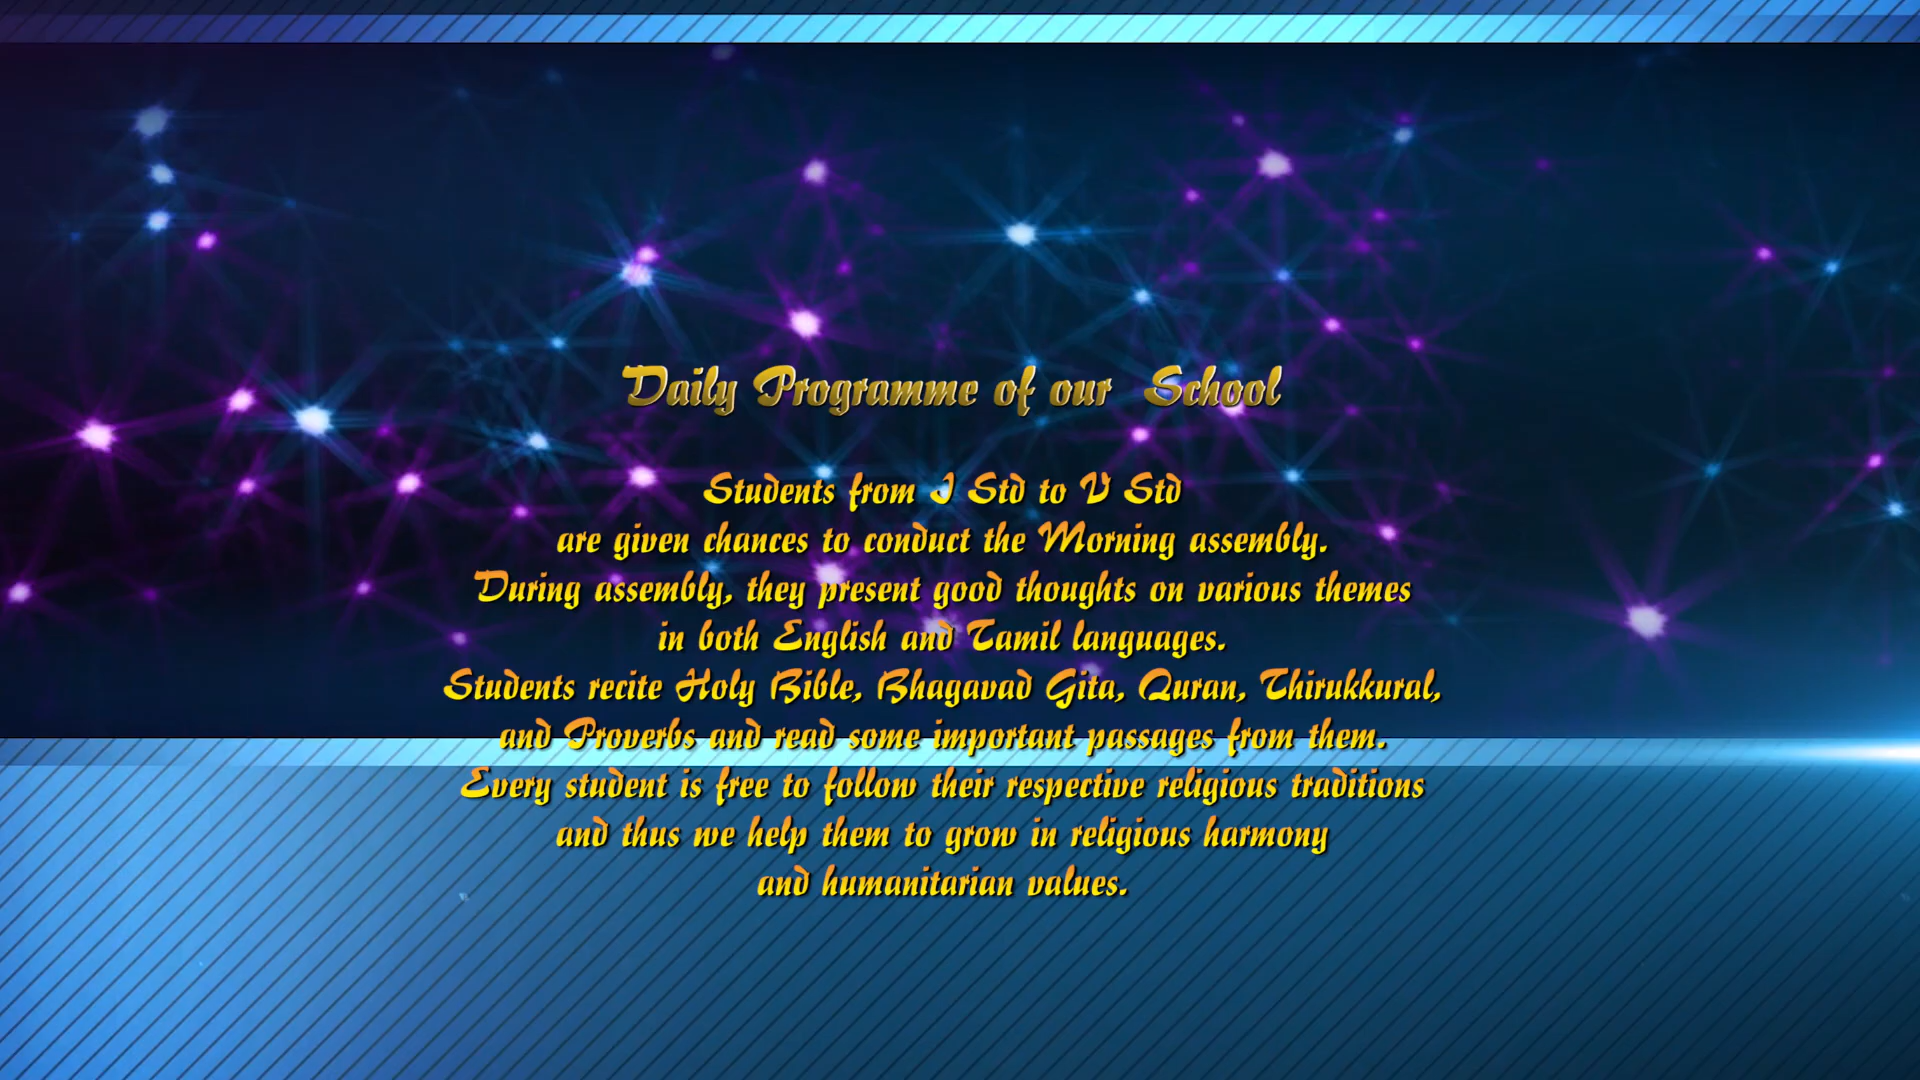 Daily Programme of our School
Students from I Std to V Std
are given chances to conduct the Morning assembly.
During assembly, they present good thoughts on various themes
in both English and Tamil languages.
Students recite Holy Bible, Bhagavad Gita, Quran, Thirukkural,
and Proverbs and read some important passages from them.
Every student is free to follow their respective religious traditions
and thus we help them to grow in religious harmony
and humanitarian values.